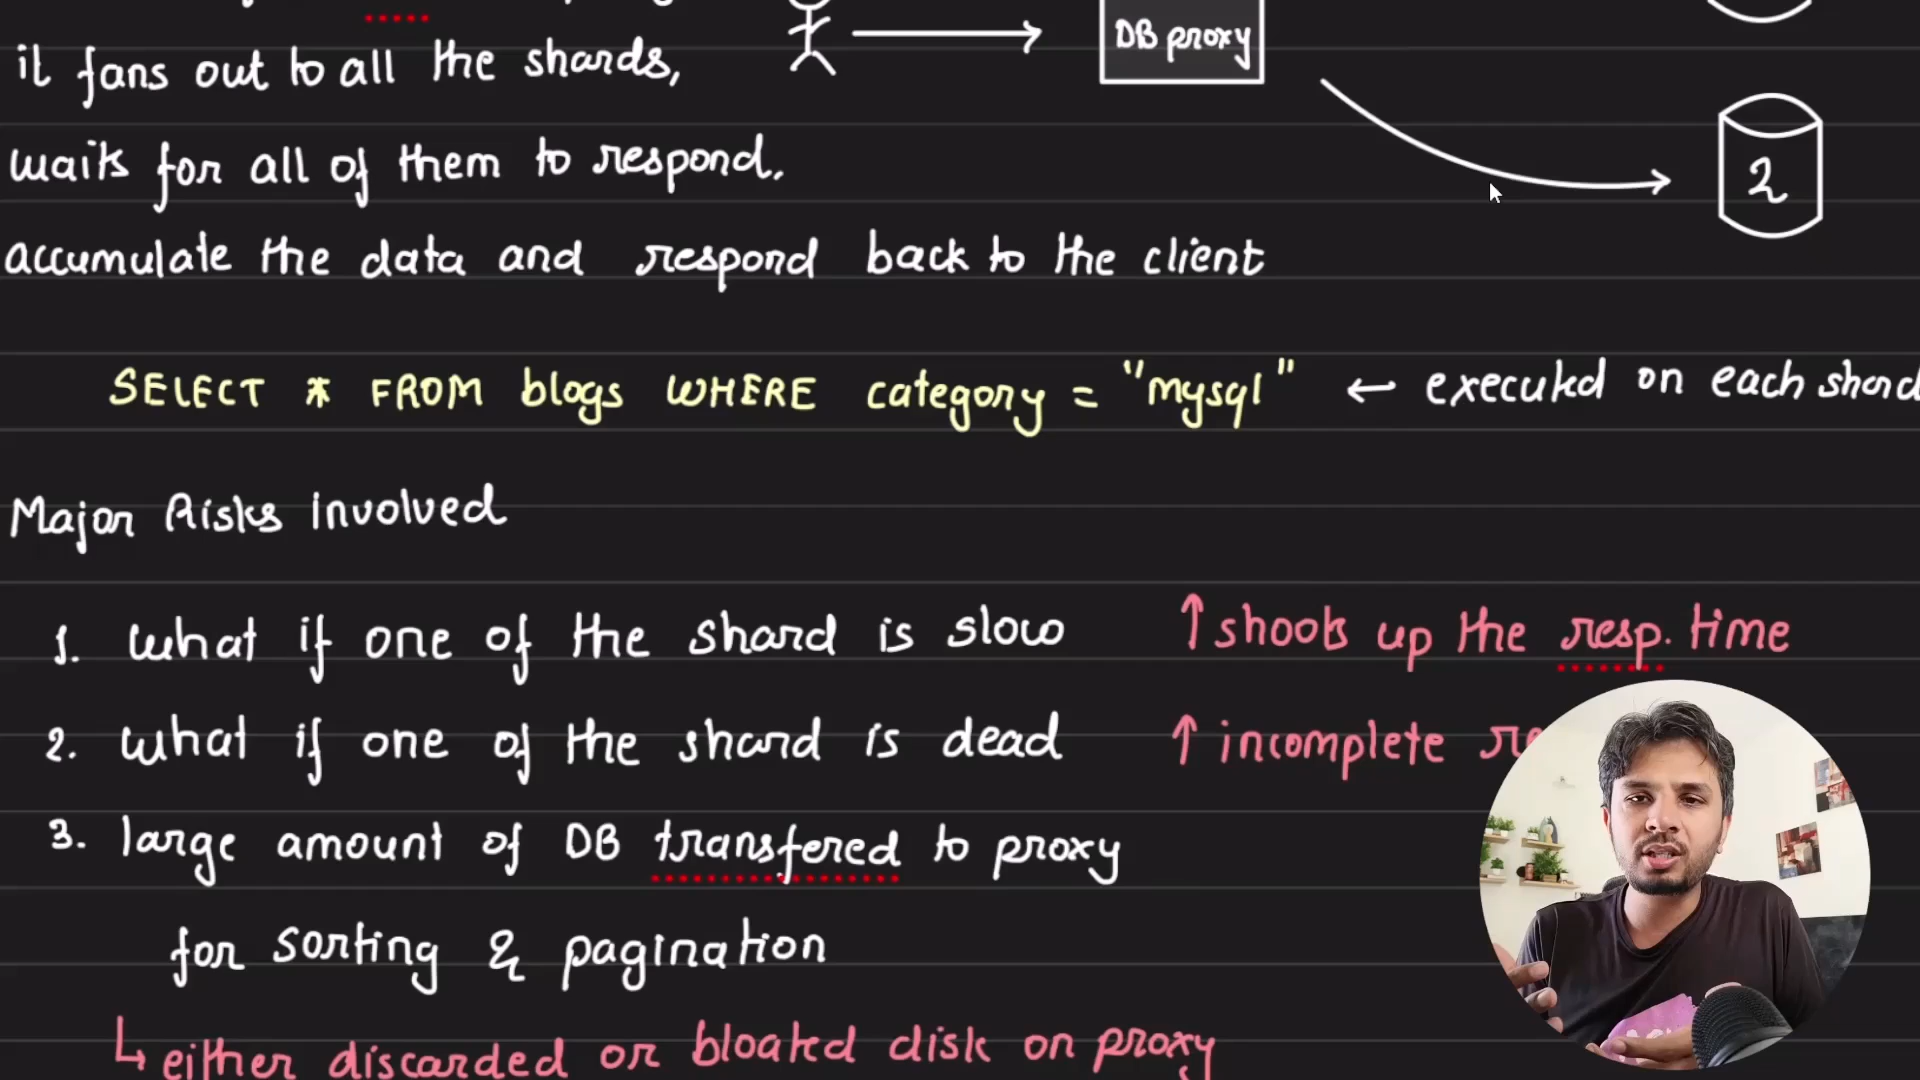 it fans out to all the shards,
DB proxy
waits for all of them to respond.
2
accumulate the data and respond back to the client
SELECT * FROM blogs WHERE category = "mysql" ← executed on each shard
Major Risks involved
1. What if one of the shard is slow ↑ shoots up the resp. time
2. What if one of the shard is dead ↑ incomplete
3. large amount of DB transfered to proxy
for sorting & pagination
↳ either discarded or bloated disk on proxy